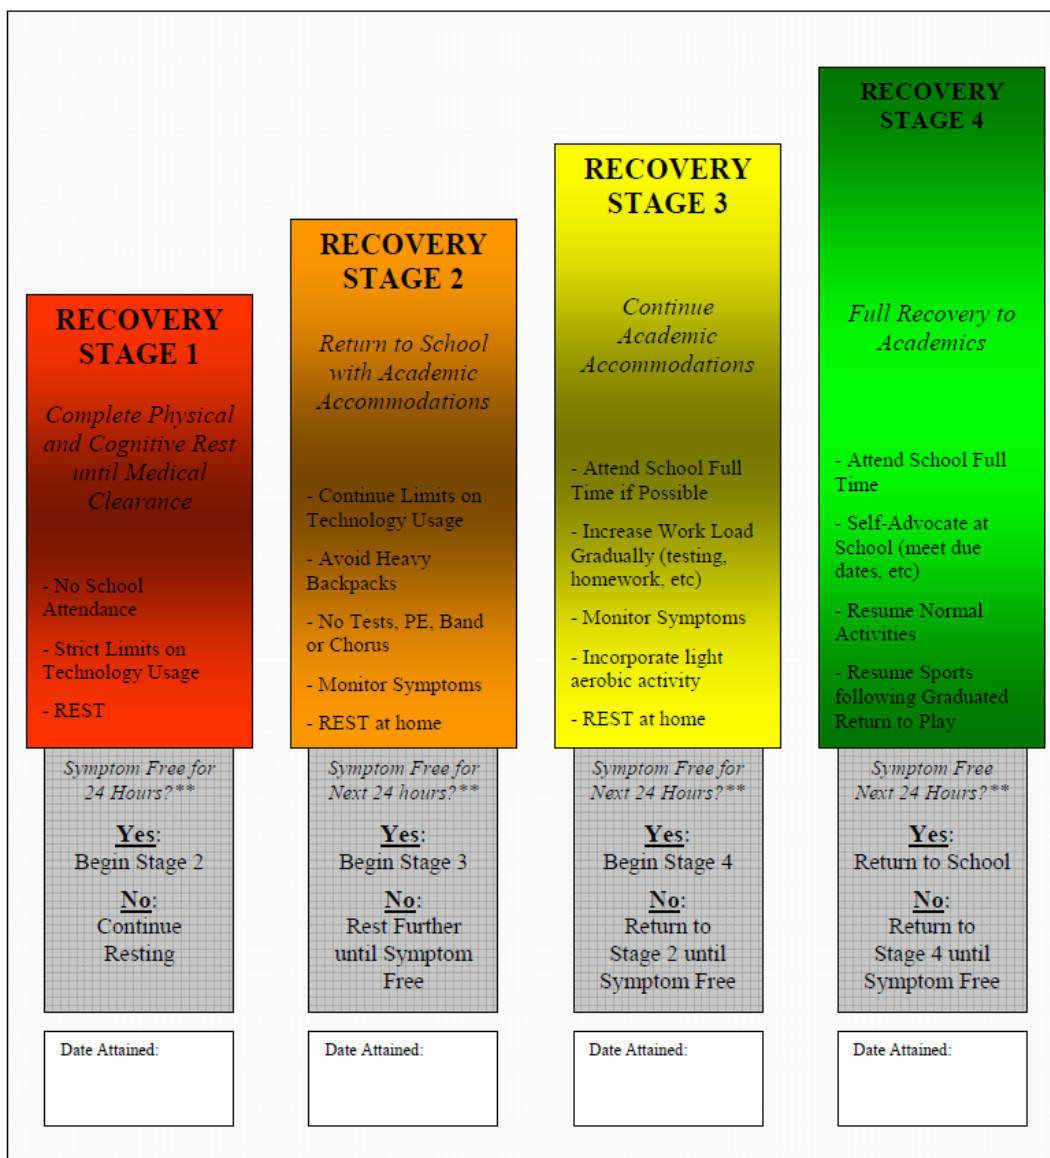 RECOVERY
STAGE 1
Complete Physical
and Cognitive Rest
until Medical
Clearance
- No School
Attendance
- Strict Limits on
Technology Usage
- REST
Symptom Free for
24 Hours?**
Yes:
Begin Stage 2
No:
Continue
Resting
Date Attained:
RECOVERY
STAGE 2
Return to School
with Academic
Accommodations
- Continue Limits on
Technology Usage
- Avoid Heavy
Backpacks
- No Tests, PE, Band
or Chorus
- Monitor Symptoms
- REST at home
Symptom Free for
Next 24 hours?**
Yes:
Begin Stage 3
No:
Rest Further
until Symptom
Free
Date Attained:
RECOVERY
STAGE 3
Continue
Academic
Accommodations
- Attend School Full
Time if Possible
- Increase Work Load
Gradually (testing,
homework, etc)
- Monitor Symptoms
- Incorporate light
aerobic activity
- REST at home
Symptom Free for
Next 24 Hours?**
Yes:
Begin Stage 4
No:
Return to
Stage 2 until
Symptom Free
Date Attained:
RECOVERY
STAGE 4
Full Recovery to
Academics
- Attend School Full
Time
- Self-Advocate at
School (meet due
dates, etc)
- Resume Normal
Activities
- Resume Sports
following Graduated
Return to Play
Symptom Free
Next 24 Hours?**
Yes:
Return to School
No:
Return to
Stage 4 until
Symptom Free
Date Attained: